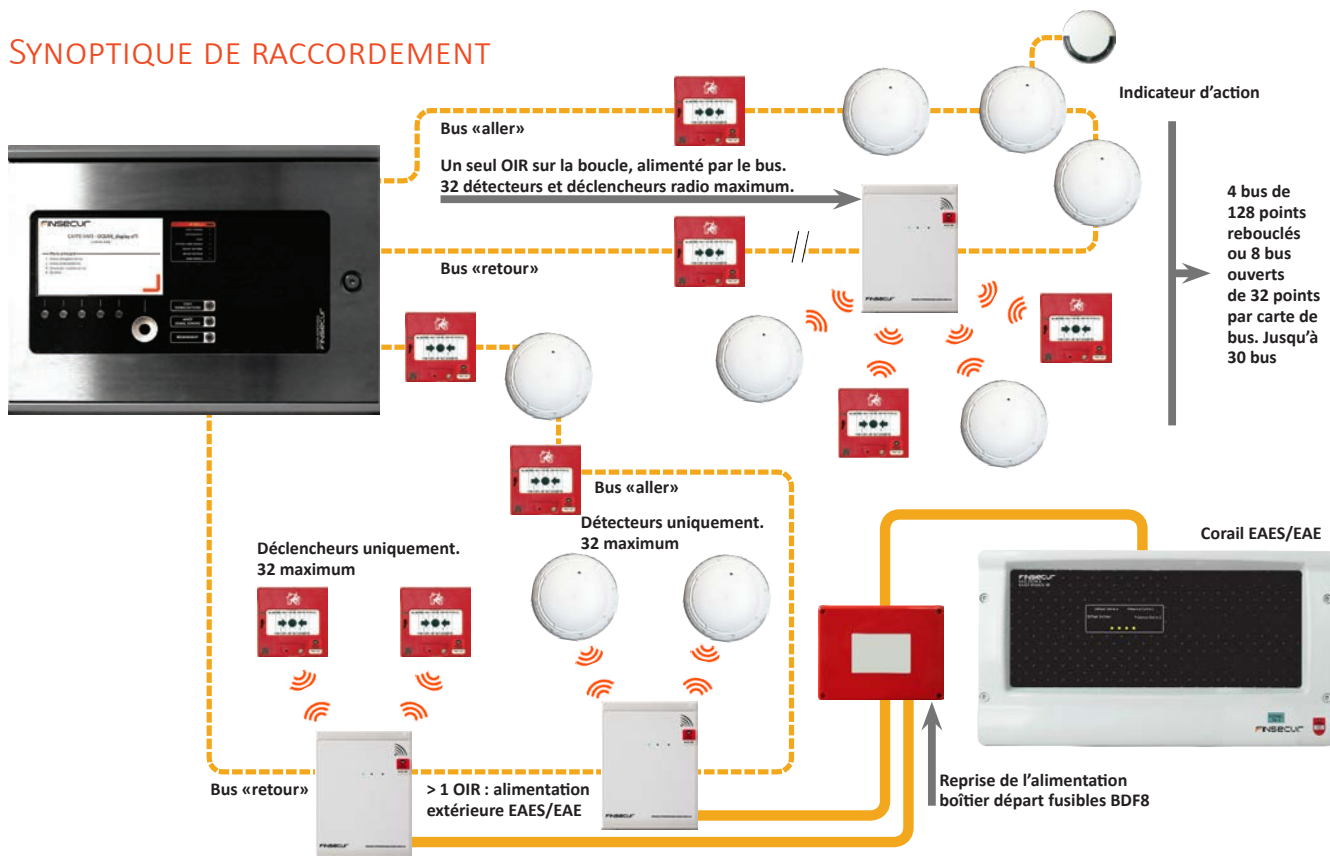 SYNOPTIQUE DE RACCORDEMENT
Indicateur d'action
Bus «aller»
Un seul OIR sur la boucle, alimenté par le bus.
32 détecteurs et déclencheurs radio maximum.
Bus «retour»
4 bus de
128 points
rebouclés
ou 8 bus
ouverts
de 32 points
par carte de
bus. Jusqu'à
30 bus
FINSECUR
FINSECUR
FINSECUR
Bus «aller»
Détecteurs uniquement.
32 maximum
Déclencheurs uniquement.
32 maximum
Corail EAES/EAE
FINSECUR
FINSECUR
Bus «retour»
> 1 OIR : alimentation
extérieure EAES/EAE
FINSECUR
FINSECUR
Reprise de l'alimentation
boîtier départ fusibles BDF8